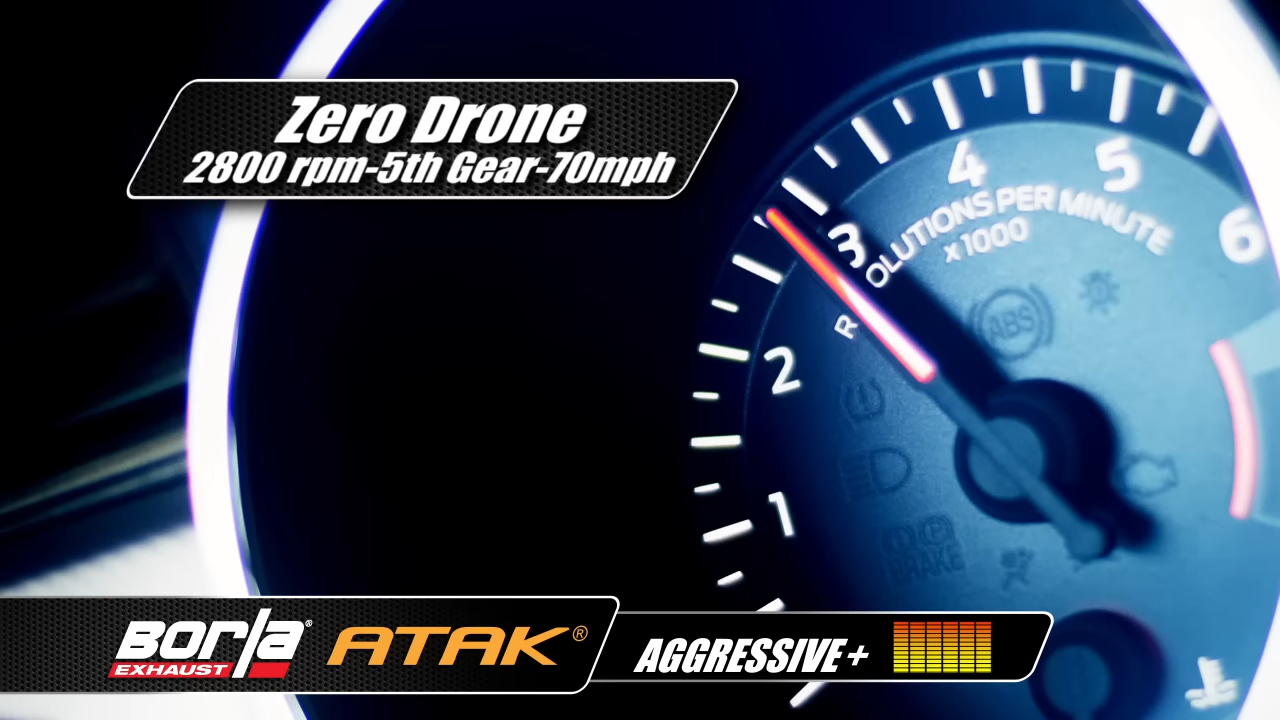 Zero Drone
2800 rpm-5th Gear-70mph
4
5
6
3
REVOLUTIONS PER MINUTE
x1000
ABS
2
1
BRAKE
BORLA®
EXHAUST
ATAK®
AGGRESSIVE+